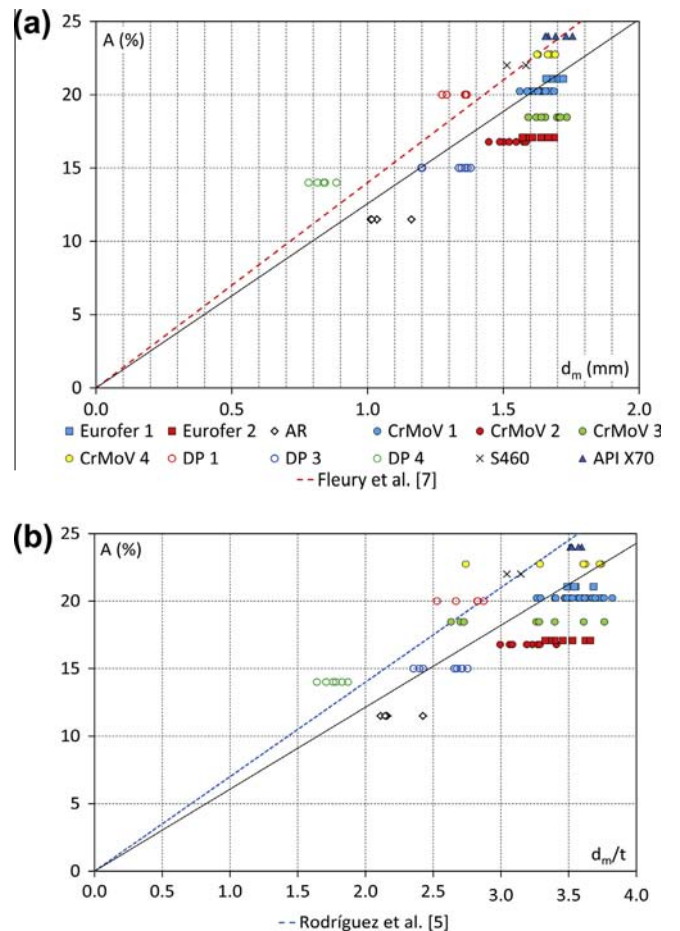 (a)
A (%)
25
20
15
10
5
0
d_m (mm)
0.0 0.5 1.0 1.5 2.0
Eurofer 1 Eurofer 2 AR CrMoV 1 CrMoV 2 CrMoV 3
CrMoV 4 DP 1 DP 3 DP 4 S460 API X70
Fleury et al. [7]
(b)
A (%)
25
20
15
10
5
0
d_m/t
0.0 0.5 1.0 1.5 2.0 2.5 3.0 3.5 4.0
Rodríguez et al. [5]